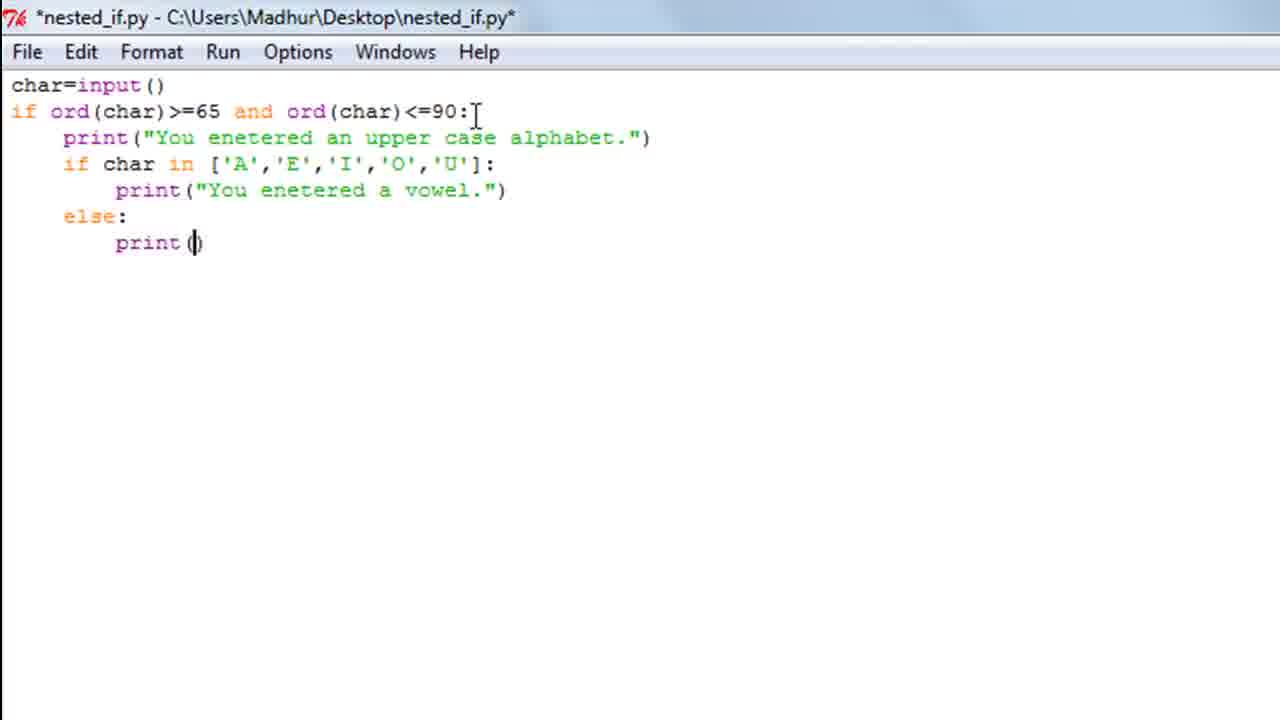 *nested_if.py - C:\Users\Madhur\Desktop\nested_if.py*
File Edit Format Run Options Windows Help
char=input()
if ord(char)>=65 and ord(char)<=90:
    print("You enetered an upper case alphabet.")
    if char in ['A','E','I','O','U']:
        print("You enetered a vowel.")
    else:
        print()